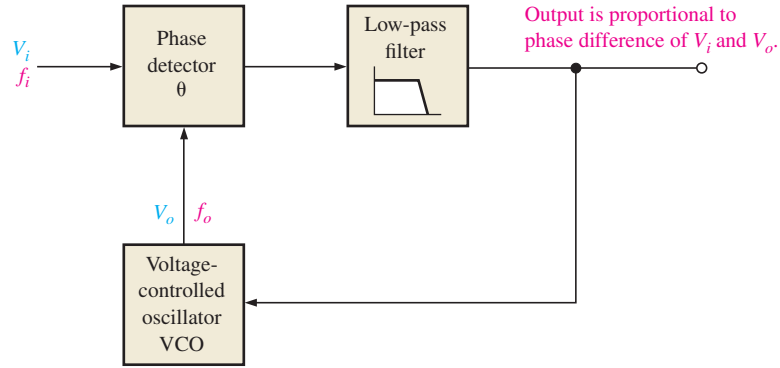 Output is proportional to
phase difference of Vi and Vo.
Phase
detector
θ
Low-pass
filter
Vi
fi
Vo fo
Voltage-
controlled
oscillator
VCO